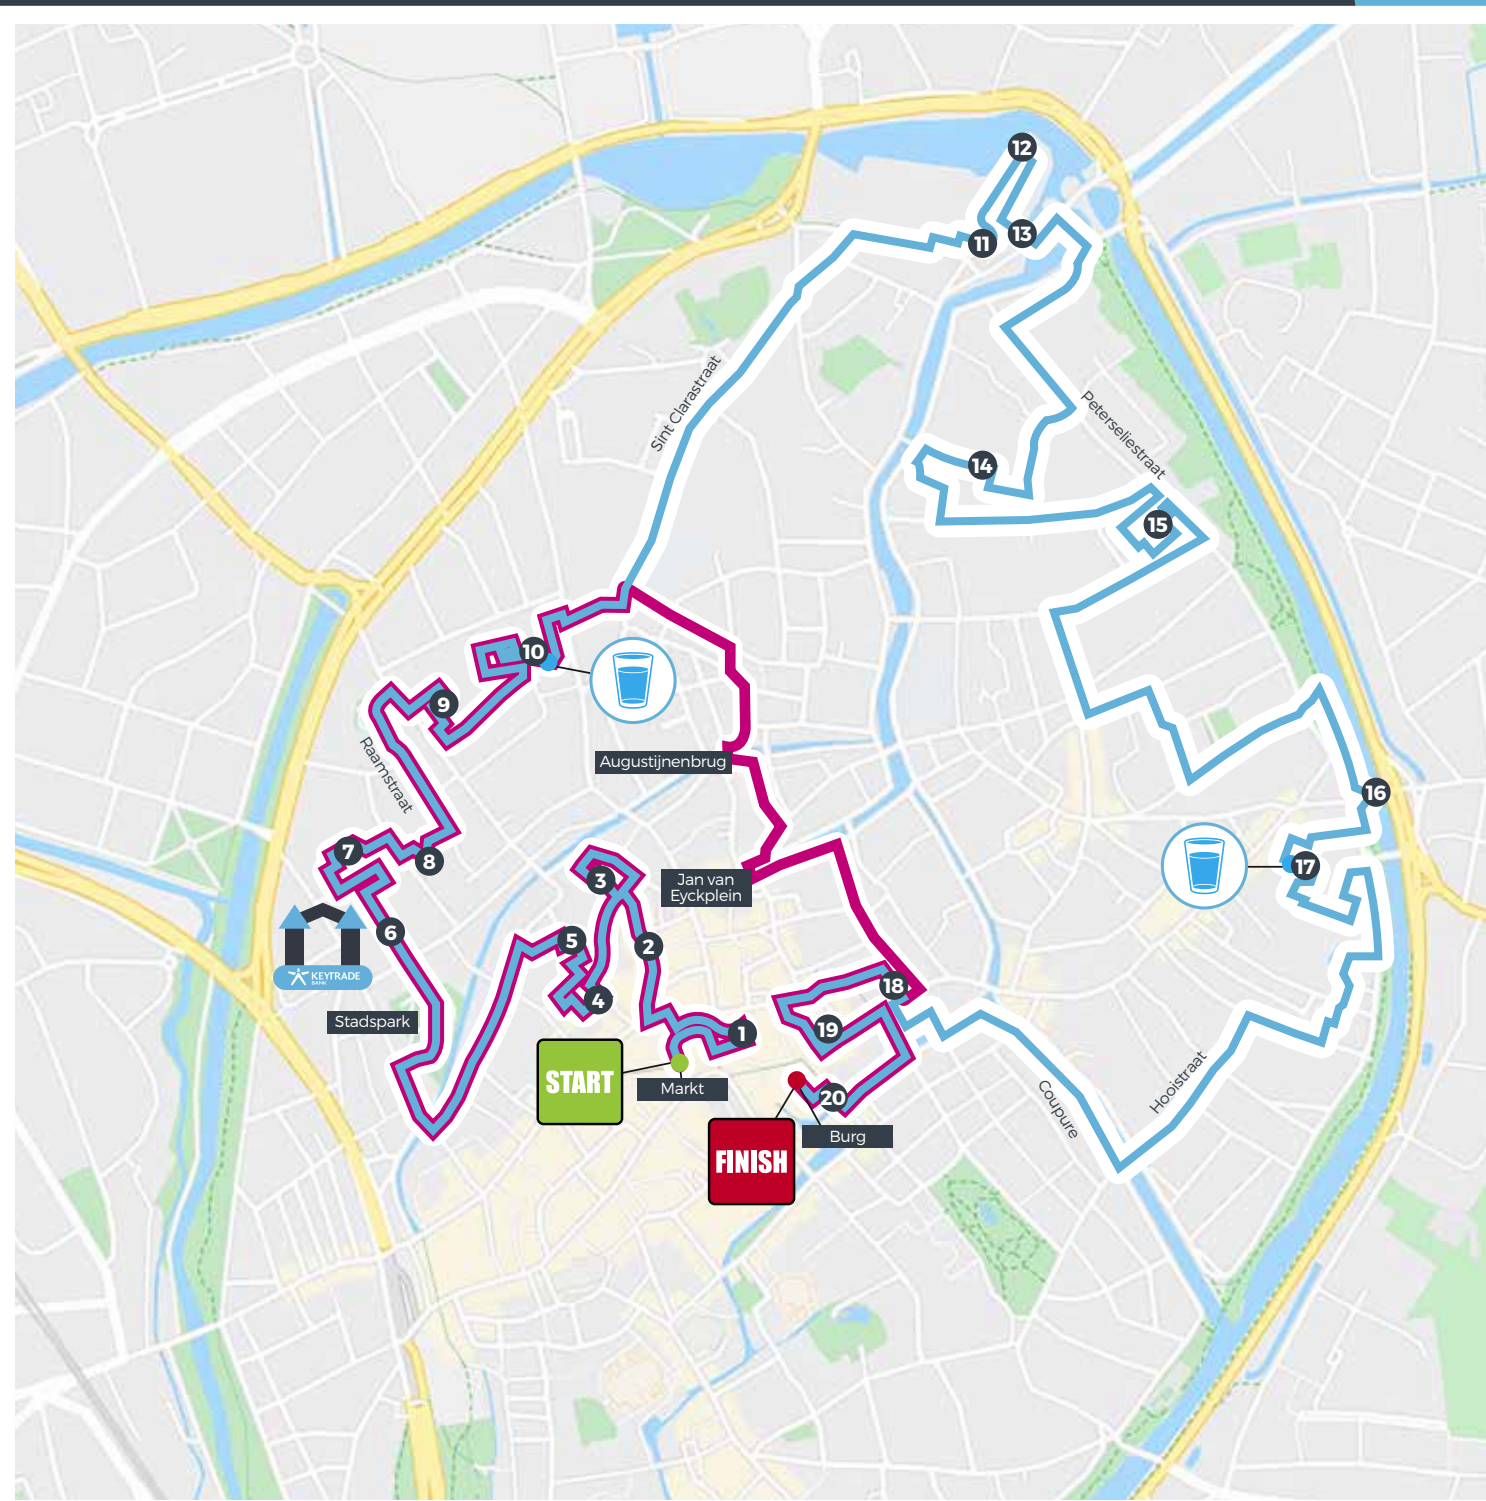 12
11
13
Sint Clarastraat
Peterseliestraat
14
15
10
9
Augustijnenbrug
Raamstraat
16
7
8
17
3
Jan van
Eyckplein
6
5
2
KEYTRADE
BANK
4
18
Stadspark
1
19
START
Markt
Hooistraat
Coupure
20
Burg
FINISH